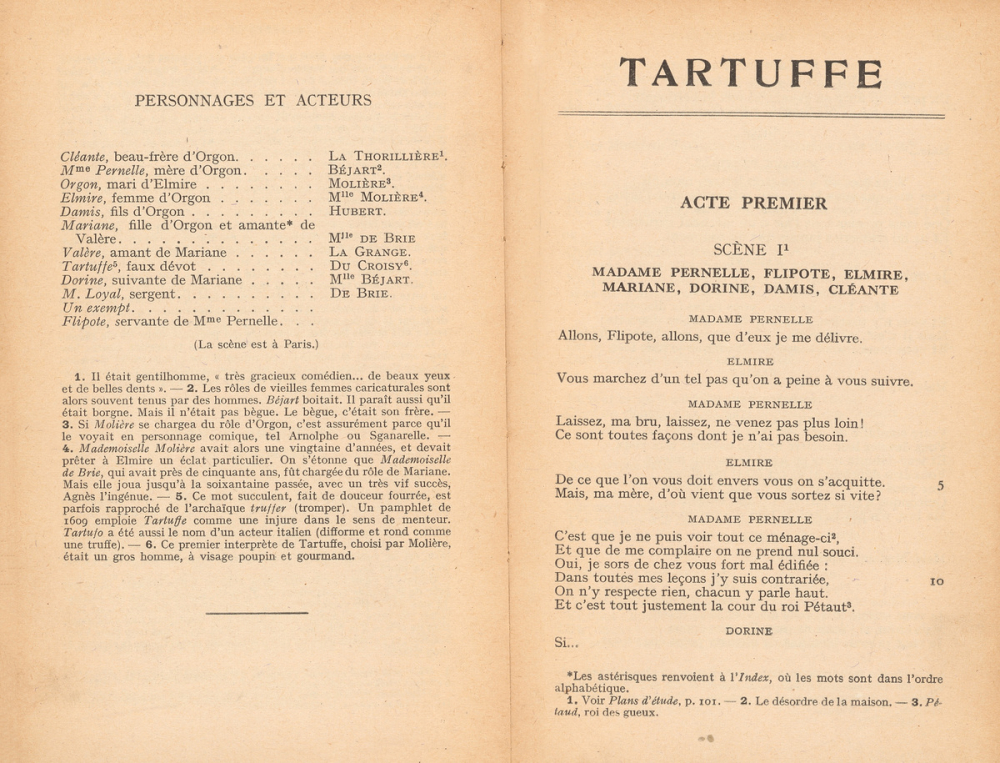 PERSONNAGES ET ACTEURS
Cléante, beau-frère d'Orgon. . . . . . LA THORILLIÈRE¹.
Mme Pernelle, mère d'Orgon. . . . . BÉJART².
Orgon, mari d'Elmire . . . . . . . . MOLIÈRE³.
Elmire, femme d'Orgon . . . . . . . Mlle MOLIÈRE⁴.
Damis, fils d'Orgon . . . . . . . . . HUBERT.
Mariane, fille d'Orgon et amante* de
Valère. . . . . . . . . . . . . . Mlle DE BRIE
Valère, amant de Mariane . . . . . . LA GRANGE.
Tartuffe⁵, faux dévot . . . . . . . . DU CROISY⁶.
Dorine, suivante de Mariane . . . . . Mlle BÉJART.
M. Loyal, sergent. . . . . . . . . . DE BRIE.
Un exempt. . . . . . . . . . . . .
Flipote, servante de Mme Pernelle. . .
(La scène est à Paris.)
1. Il était gentilhomme, « très gracieux comédien... de beaux yeux
et de belles dents ». — 2. Les rôles de vieilles femmes caricaturales sont
alors souvent tenus par des hommes. Béjart boitait. Il paraît aussi qu'il
était borgne. Mais il n'était pas bègue. Le bègue, c'était son frère. —
3. Si Molière se chargea du rôle d'Orgon, c'est assurément parce qu'il
le voyait en personnage comique, tel Arnolphe ou Sganarelle. —
4. Mademoiselle Molière avait alors une vingtaine d'années, et devait
prêter à Elmire un éclat particulier. On s'étonne que Mademoiselle
de Brie, qui avait près de cinquante ans, fût chargée du rôle de Mariane.
Mais elle joua jusqu'à la soixantaine passée, avec un très vif succès,
Agnès l'ingénue. — 5. Ce mot succulent, fait de douceur fourrée, est
parfois rapproché de l'archaïque truffer (tromper). Un pamphlet de
1609 emploie Tartuffe comme une injure dans le sens de menteur.
Tartufo a été aussi le nom d'un acteur italien (difforme et rond comme
une truffe). — 6. Ce premier interprète de Tartuffe, choisi par Molière,
était un gros homme, à visage poupin et gourmand.
TARTUFFE
ACTE PREMIER
SCÈNE I¹
MADAME PERNELLE, FLIPOTE, ELMIRE,
MARIANE, DORINE, DAMIS, CLÉANTE
MADAME PERNELLE
Allons, Flipote, allons, que d'eux je me délivre.
ELMIRE
Vous marchez d'un tel pas qu'on a peine à vous suivre.
MADAME PERNELLE
Laissez, ma bru, laissez, ne venez pas plus loin!
Ce sont toutes façons dont je n'ai pas besoin.
ELMIRE
De ce que l'on vous doit envers vous on s'acquitte. 5
Mais, ma mère, d'où vient que vous sortez si vite?
MADAME PERNELLE
C'est que je ne puis voir tout ce ménage-ci²,
Et que de me complaire on ne prend nul souci.
Oui, je sors de chez vous fort mal édifiée :
Dans toutes mes leçons j'y suis contrariée, 10
On n'y respecte rien, chacun y parle haut.
Et c'est tout justement la cour du roi Pétaut³.
DORINE
Si...
*Les astérisques renvoient à l'Index, où les mots sont dans l'ordre
alphabétique.
1. Voir Plans d'étude, p. 101. — 2. Le désordre de la maison. — 3. Pé-
taud, roi des gueux.